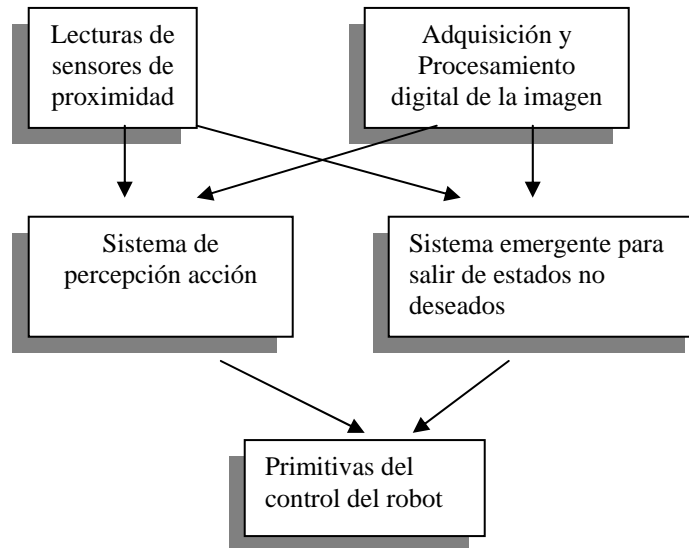 Lecturas de
sensores de
proximidad
Adquisición y
Procesamiento
digital de la imagen
Sistema de
percepción acción
Sistema emergente para
salir de estados no
deseados
Primitivas del
control del robot